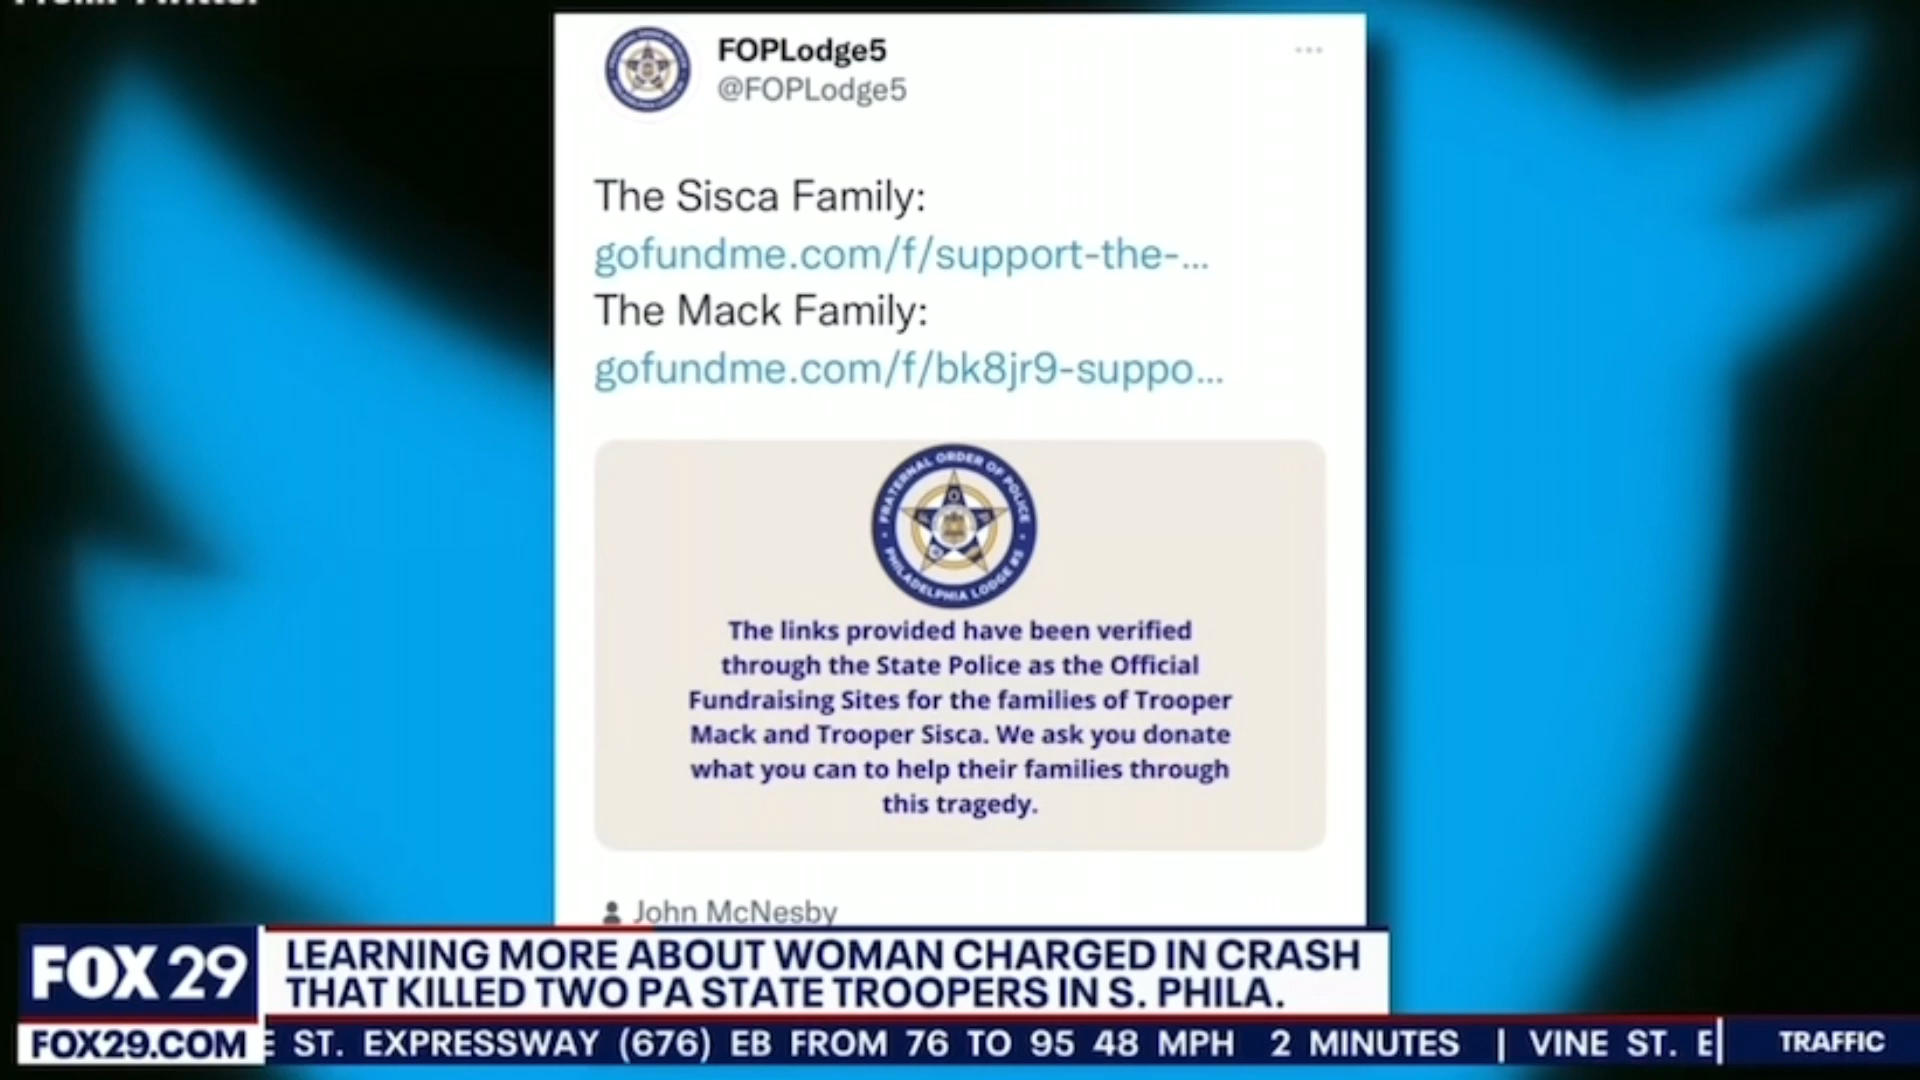 From: Twitter
FOPLodge5
@FOPLodge5
The Sisca Family:
gofundme.com/f/support-the-...
The Mack Family:
gofundme.com/f/bk8jr9-suppo...
FRATERNAL ORDER OF POLICE
PHILADELPHIA LODGE #5
The links provided have been verified
through the State Police as the Official
Fundraising Sites for the families of Trooper
Mack and Trooper Sisca. We ask you donate
what you can to help their families through
this tragedy.
John McNesby
FOX 29
LEARNING MORE ABOUT WOMAN CHARGED IN CRASH
THAT KILLED TWO PA STATE TROOPERS IN S. PHILA.
FOX29.COM
E ST. EXPRESSWAY (676) EB FROM 76 TO 95 48 MPH 2 MINUTES | VINE ST. E
TRAFFIC